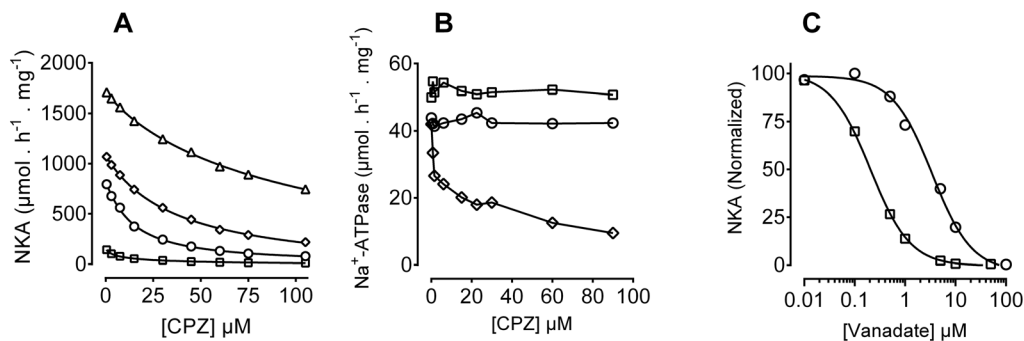 A
NKA (µmol . h⁻¹ . mg⁻¹)
2000
1500
1000
500
0
0 25 50 75 100
[CPZ] µM
B
Na⁺-ATPase (µmol . h⁻¹ . mg⁻¹)
60
40
20
0
0 20 40 60 80 100
[CPZ] µM
C
NKA (Normalized)
100
75
50
25
0
0.01 0.1 1 10 100
[Vanadate] µM